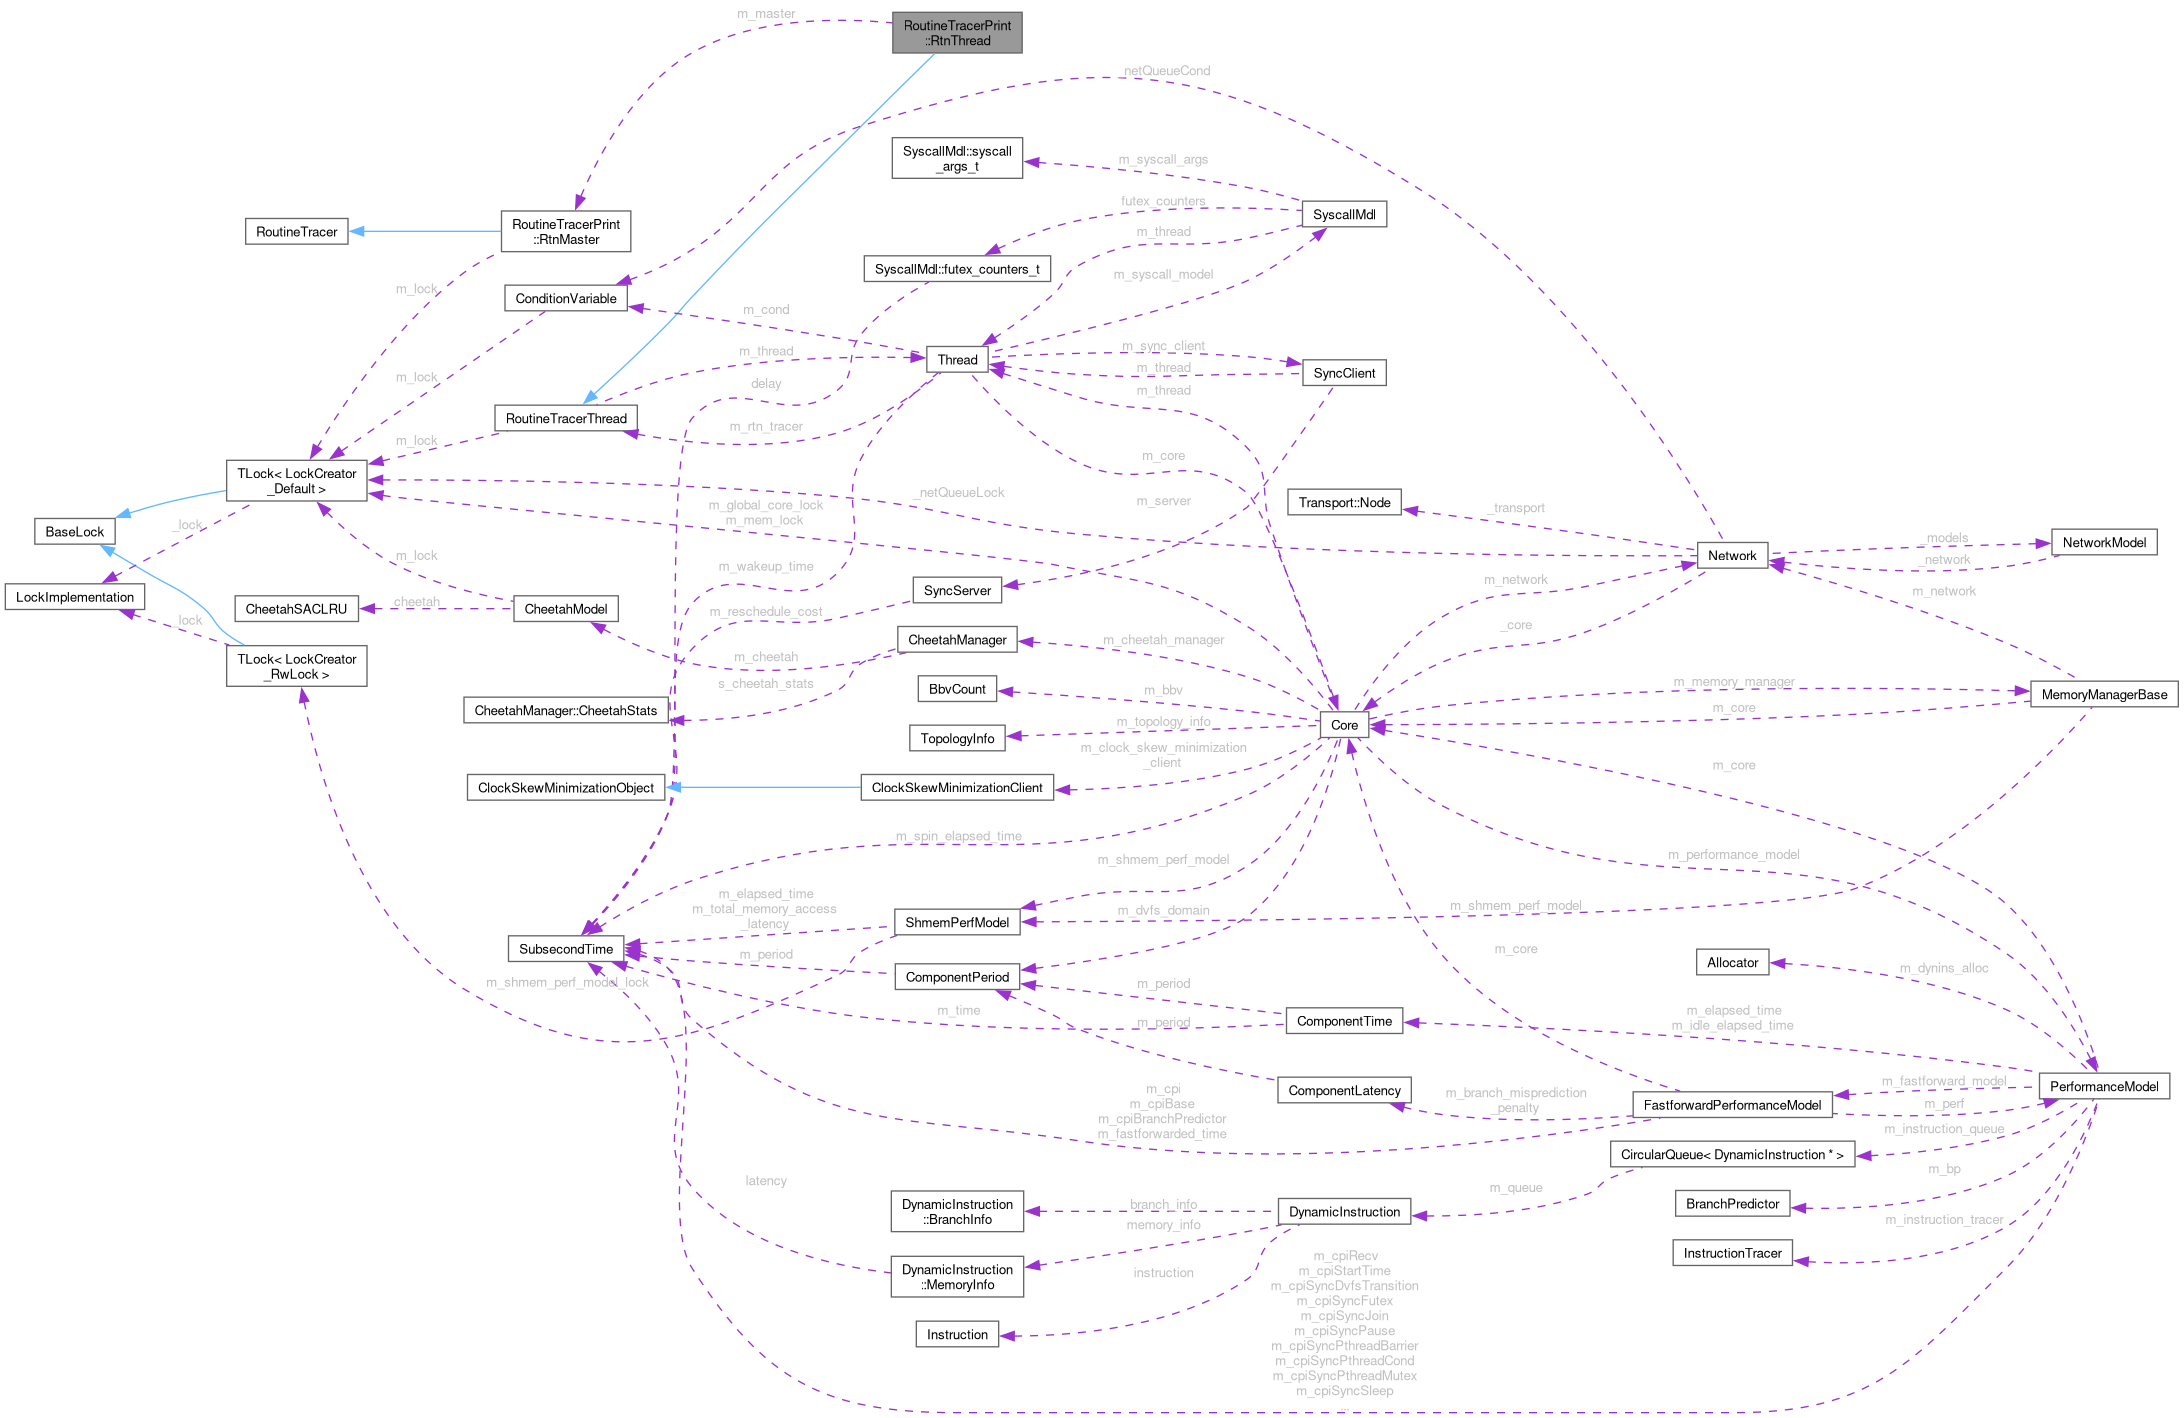 m_master
RoutineTracerPrint
::RtnThread
netQueueCond
SyscallMdl::syscall
_args_t
m_syscall_args
futex_counters
SyscallMdl
RoutineTracer
RoutineTracerPrint
::RtnMaster
m_thread
SyscallMdl::futex_counters_t
m_syscall_model
m_lock
ConditionVariable
m_cond
m_thread
Thread
m_sync_client
m_thread
SyncClient
m_lock
delay
m_thread
RoutineTracerThread
m_rtn_tracer
m_lock
m_core
TLock< LockCreator
_Default >
_netQueueLock
m_server
Transport::Node
_transport
m_global_core_lock
m_mem_lock
BaseLock
_lock
Network
_models
NetworkModel
_network
m_lock
m_wakeup_time
SyncServer
m_network
m_network
LockImplementation
CheetahSACLRU
cheetah
CheetahModel
m_reschedule_cost
_lock
_core
CheetahManager
m_cheetah_manager
TLock< LockCreator
_RwLock >
m_cheetah
s_cheetah_stats
BbvCount
m_bbv
m_memory_manager
MemoryManagerBase
CheetahManager::CheetahStats
m_core
TopologyInfo
m_topology_info
Core
m_clock_skew_minimization
_client
m_core
ClockSkewMinimizationObject
ClockSkewMinimizationClient
m_spin_elapsed_time
m_shmem_perf_model
m_performance_model
m_elapsed_time
m_total_memory_access
_latency
ShmemPerfModel
m_dvfs_domain
m_shmem_perf_model
SubsecondTime
m_period
m_core
Allocator
m_dynins_alloc
m_shmem_perf_model_lock
ComponentPeriod
m_period
m_time
ComponentTime
m_elapsed_time
m_idle_elapsed_time
m_period
ComponentLatency
m_branch_misprediction
_penalty
m_fastforward_model
PerformanceModel
m_cpi
m_cpiBase
m_cpiBranchPredictor
m_fastforwarded_time
FastforwardPerformanceModel
m_perf
m_instruction_queue
CircularQueue< DynamicInstruction * >
m_bp
latency
m_queue
DynamicInstruction
::BranchInfo
branch_info
DynamicInstruction
BranchPredictor
memory_info
m_instruction_tracer
InstructionTracer
DynamicInstruction
::MemoryInfo
instruction
Instruction
m_cpiRecv
m_cpiStartTime
m_cpiSyncDvfsTransition
m_cpiSyncFutex
m_cpiSyncJoin
m_cpiSyncPause
m_cpiSyncPthreadBarrier
m_cpiSyncPthreadCond
m_cpiSyncPthreadMutex
m_cpiSyncSleep
...